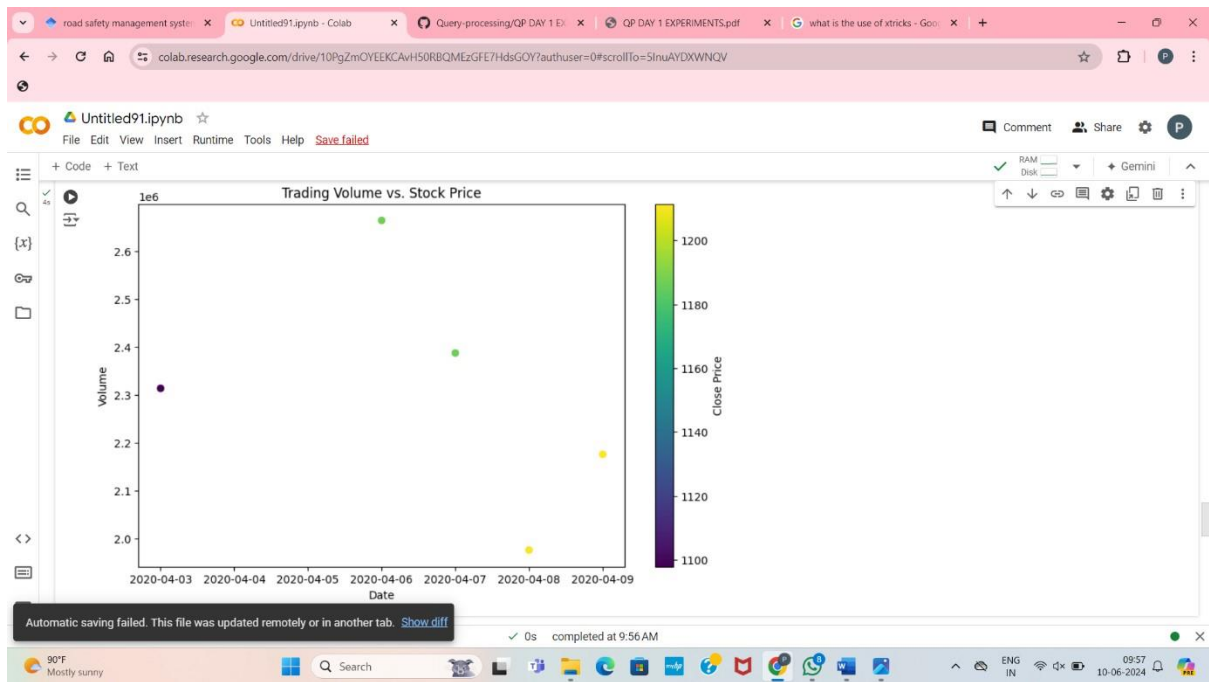 road safety management syster
Untitled91.ipynb - Colab
Query-processing/QP DAY 1 EX
QP DAY 1 EXPERIMENTS.pdf
what is the use of xtricks - Goo
colab.research.google.com/drive/10PgZmOYEEKCAvH50RBQMEzGFE7HdsGOY?authuser=0#scrollTo=5InuAYDXWNQV
P
CO
Untitled91.ipynb
File Edit View Insert Runtime Tools Help Save failed
Comment Share P
+ Code + Text
RAM
Disk
Gemini
4s
{x}
1e6
Trading Volume vs. Stock Price
2.6
2.5
2.4
2.3
2.2
2.1
2.0
Volume
2020-04-03 2020-04-04 2020-04-05 2020-04-06 2020-04-07 2020-04-08 2020-04-09
Date
1200
1180
1160
1140
1120
1100
Close Price
Automatic saving failed. This file was updated remotely or in another tab. Show diff
0s completed at 9:56 AM
90°F
Mostly sunny
Search
ENG
IN
09:57
10-06-2024